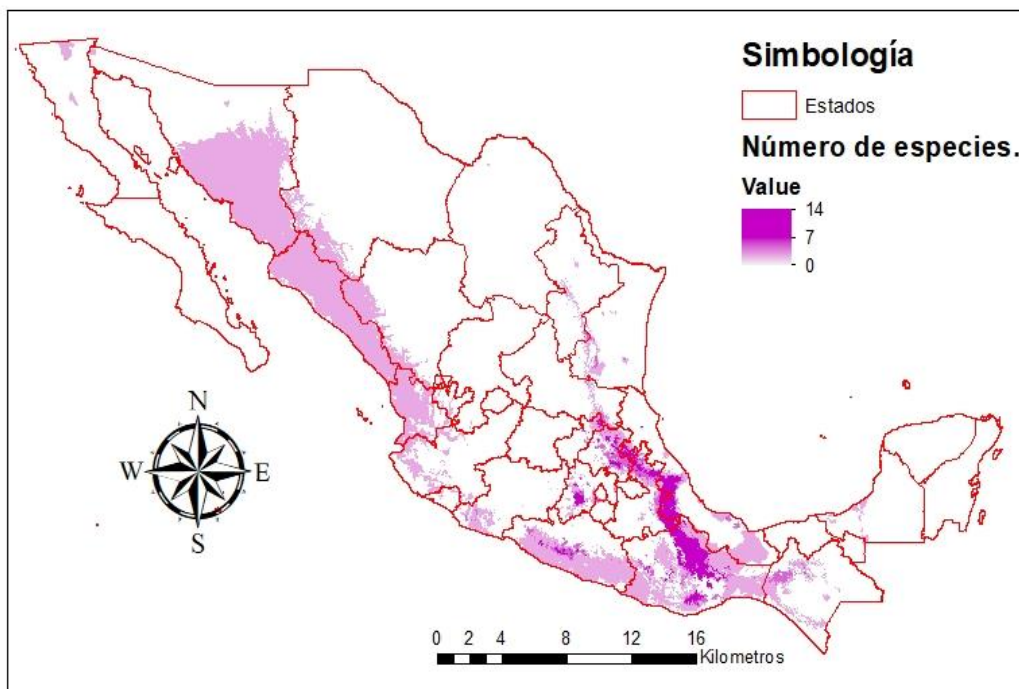 Simbología
Estados
Número de especies.
Value
14
7
0
N
W E
S
0 2 4 8 12 16
Kilometros